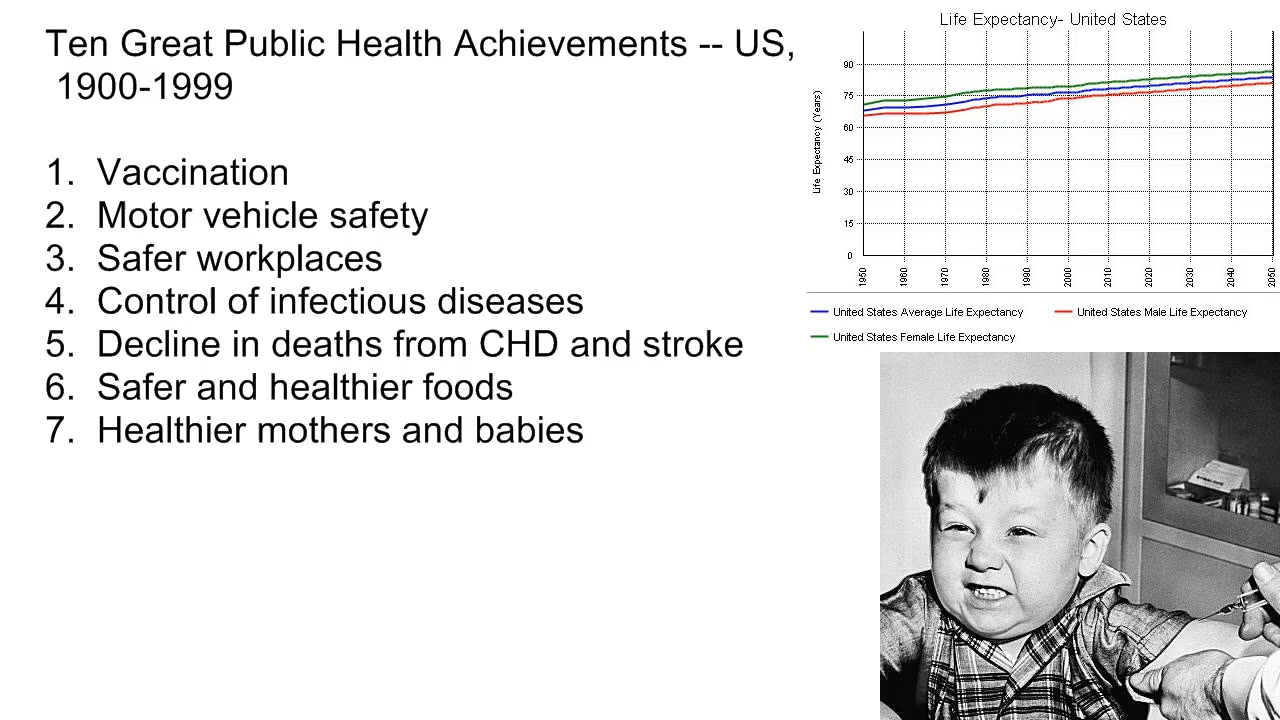 Ten Great Public Health Achievements -- US,
1900-1999
1. Vaccination
2. Motor vehicle safety
3. Safer workplaces
4. Control of infectious diseases
5. Decline in deaths from CHD and stroke
6. Safer and healthier foods
7. Healthier mothers and babies
Life Expectancy- United States
Life Expectancy (Years)
90
75
60
45
30
15
0
1950 1960 1970 1980 1990 2000 2010 2020 2030 2040 2050
United States Average Life Expectancy United States Male Life Expectancy
United States Female Life Expectancy